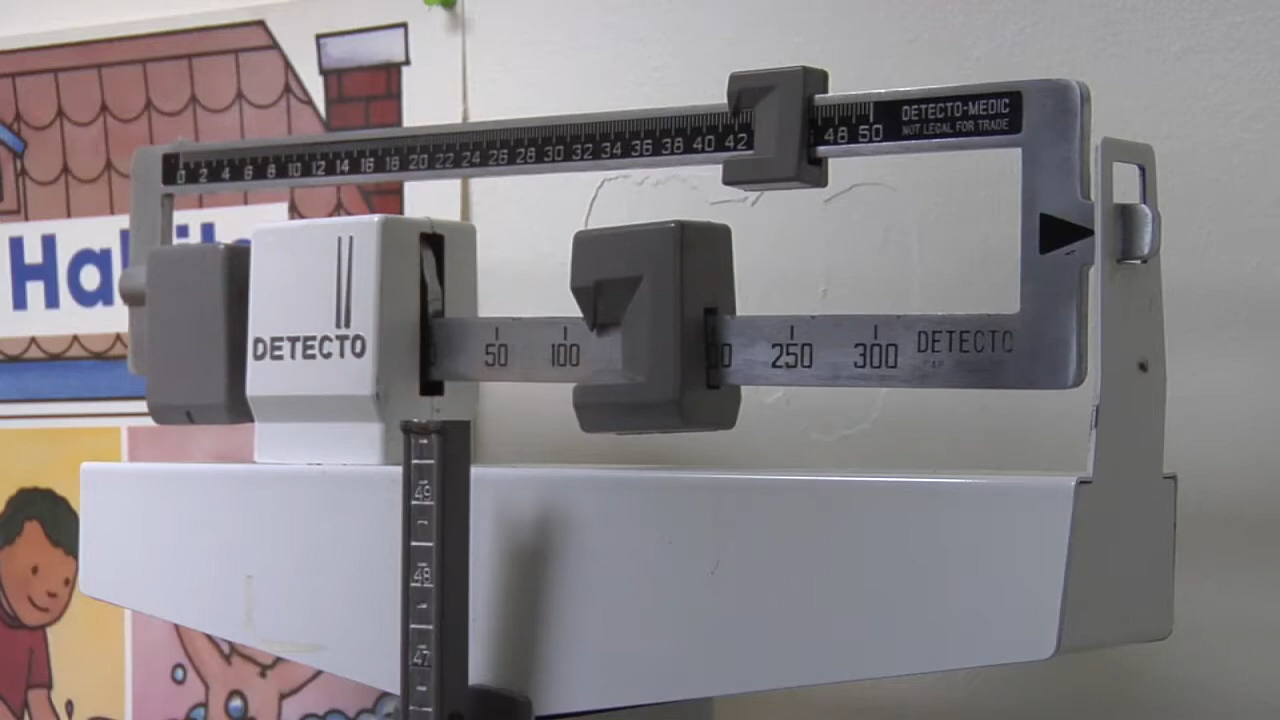 DETECTO-MEDIC
NOT LEGAL FOR TRADE
0 2 4 6 8 10 12 14 16 18 20 22 24 26 28 30 32 34 36 38 40 42 48 50
DETECTO
50 100 250 300 DETECTO
49
48
47